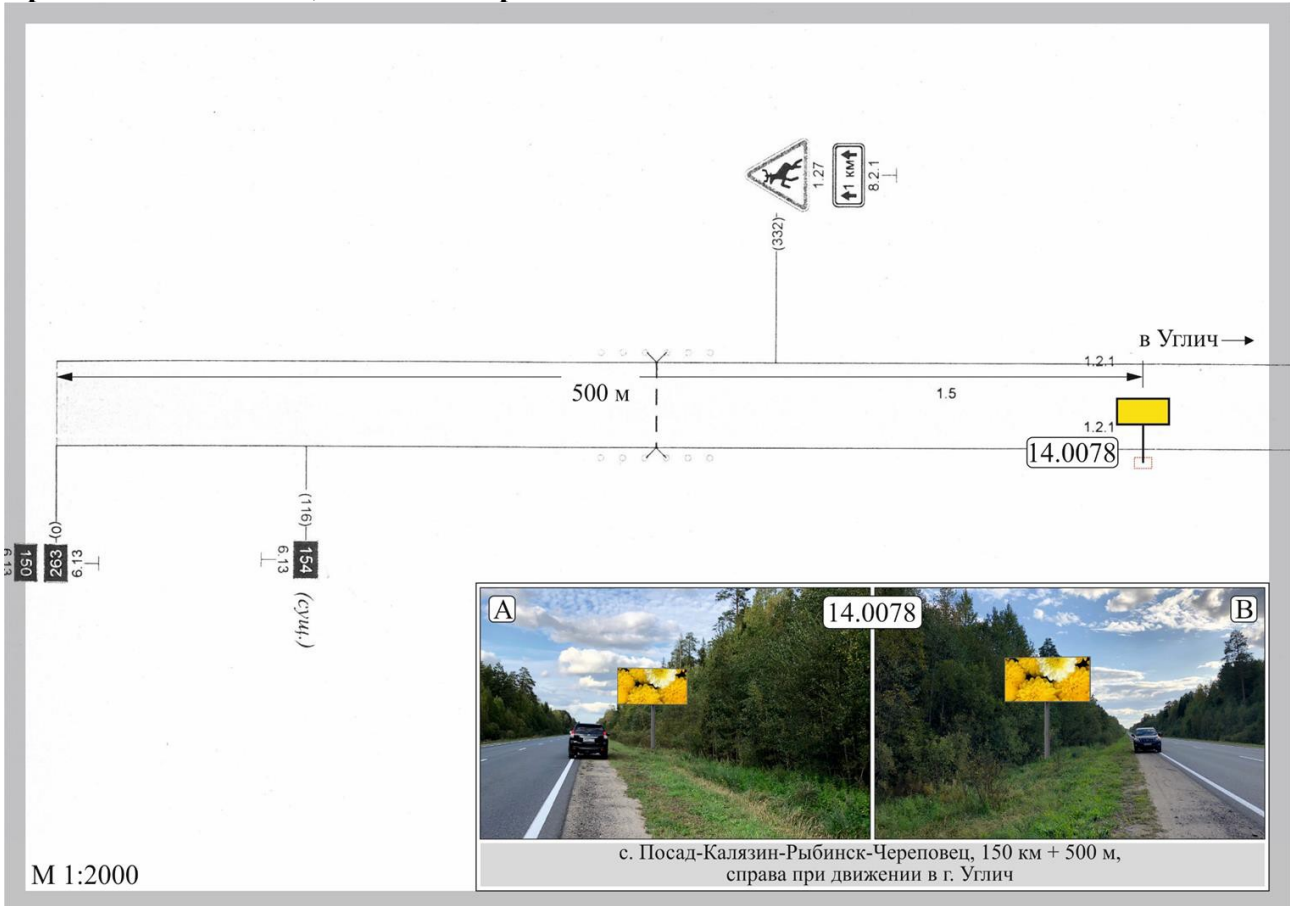 1.27
1 км
8.2.1
(332)
в Углич
1.2.1
500 м
1.5
1.2.1
14.0078
(0)
(116)
6.13
150
263
6.13
6.13
154
(сущ.)
A
14.0078
B
с. Посад-Калязин-Рыбинск-Череповец, 150 км + 500 м,
справа при движении в г. Углич
М 1:2000